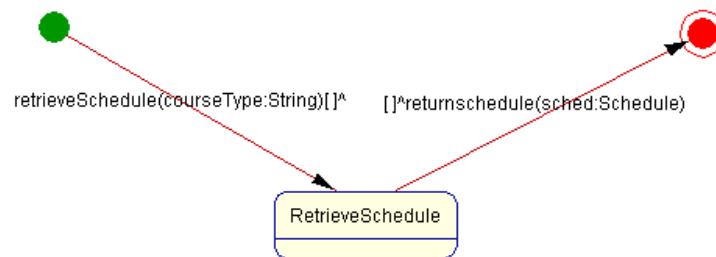 retrieveSchedule(courseType:String)[]^
[]^returnschedule(sched:Schedule)
RetrieveSchedule